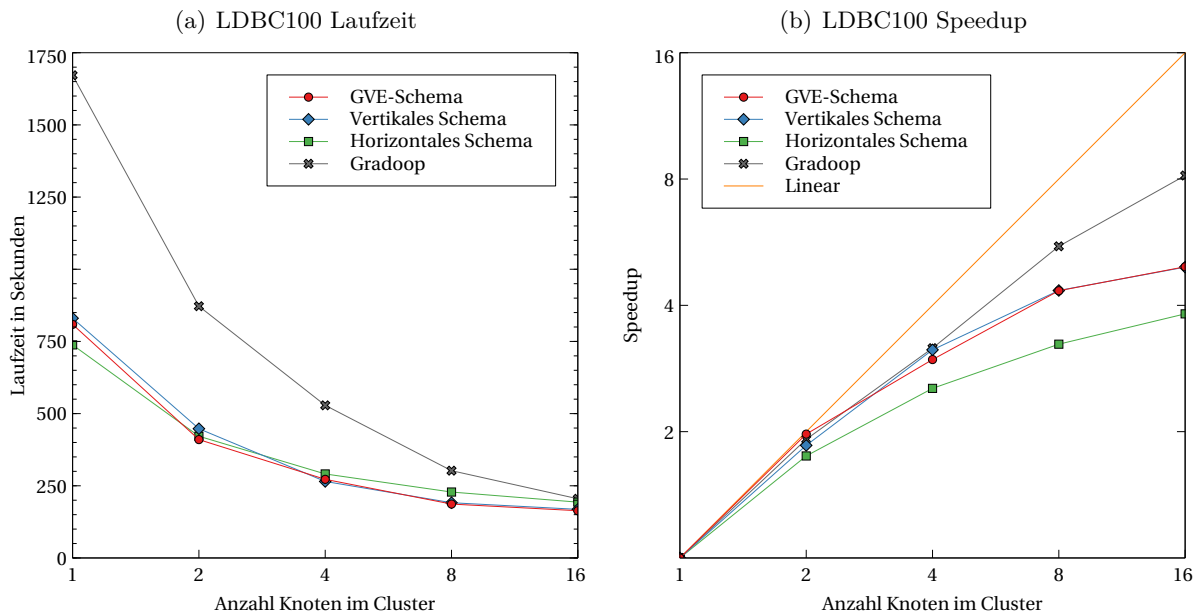 (a) LDBC100 Laufzeit
1750
1500
1250
750
500
250
0
Laufzeit in Sekunden
GVE-Schema
Vertikales Schema
Horizontales Schema
Gradoop
1 2 4 8 16
Anzahl Knoten im Cluster
(b) LDBC100 Speedup
16
8
4
2
Speedup
GVE-Schema
Vertikales Schema
Horizontales Schema
Gradoop
Linear
1 2 4 8 16
Anzahl Knoten im Cluster